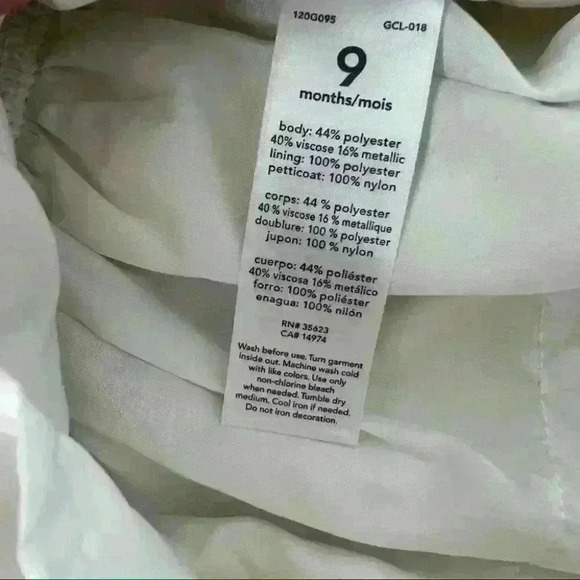 120G095 GCL-018
9
months/mois
body: 44% polyester
40% viscose 16% metallic
lining: 100% polyester
petticoat: 100% nylon
corps: 44 % polyester
40 % viscose 16 % metallique
doublure: 100 % polyester
jupon: 100 % nylon
cuerpo: 44% poliéster
40% viscosa 16% metálico
forro: 100% poliéster
enagua: 100% nilón
RN# 35623
CA# 14974
Wash before use. Turn garment
inside out. Machine wash cold
with like colors. Use only
non-chlorine bleach
when needed. Tumble dry
medium. Cool iron if needed.
Do not iron decoration.